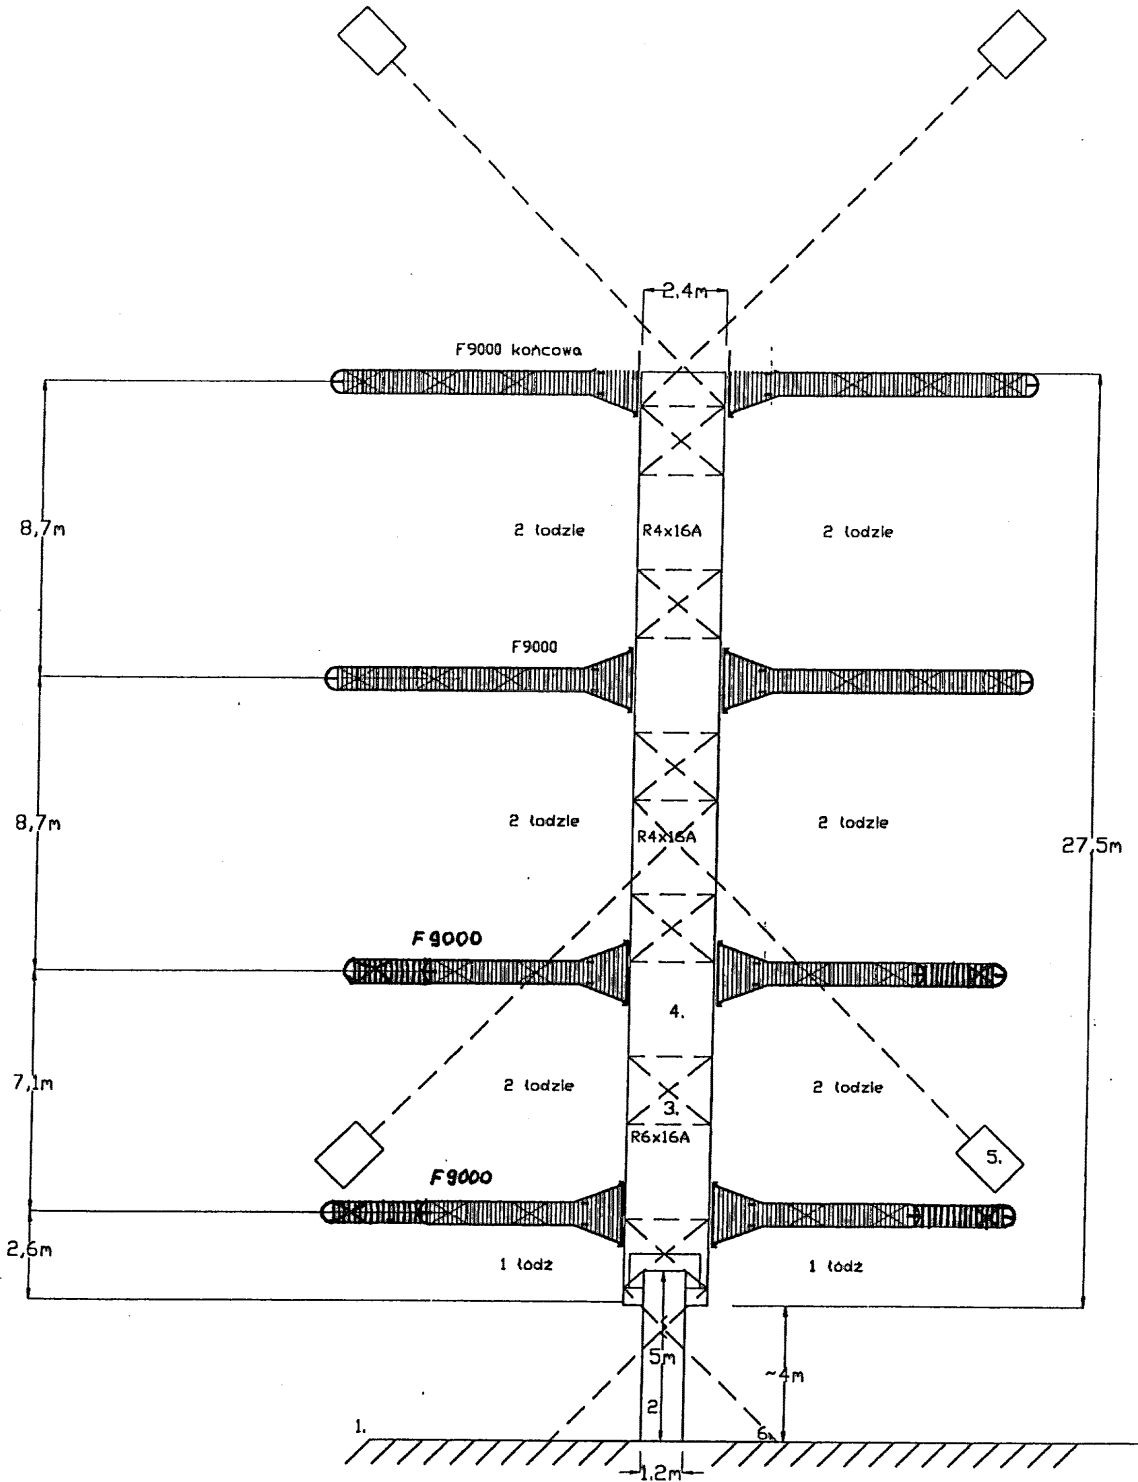 2,4m
F9000 końcowa
8,7m
2 łodzie
R4x16A
2 łodzie
F9000
8,7m
2 łodzie
R4x16A
2 łodzie
27,5m
F9000
4.
7,1m
2 łodzie
3.
2 łodzie
R6x16A
5.
F9000
2,6m
1 łódź
1 łódź
5m
~4m
2
1.
6.
1.2m